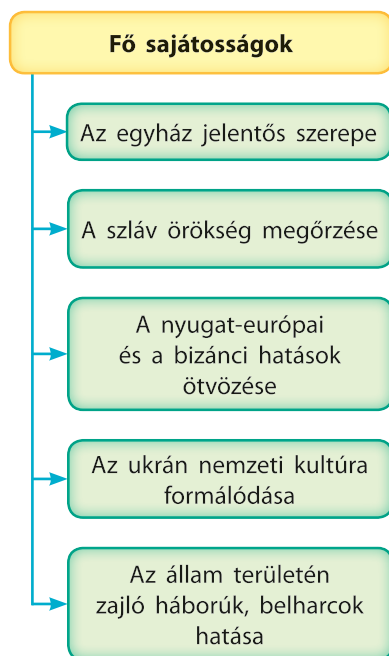 Fő sajátosságok
Az egyház jelentős szerepe
A szláv örökség megőrzése
A nyugat-európai
és a bizánci hatások
ötvözése
Az ukrán nemzeti kultúra
formálódása
Az állam területén
zajló háborúk, belharcok
hatása